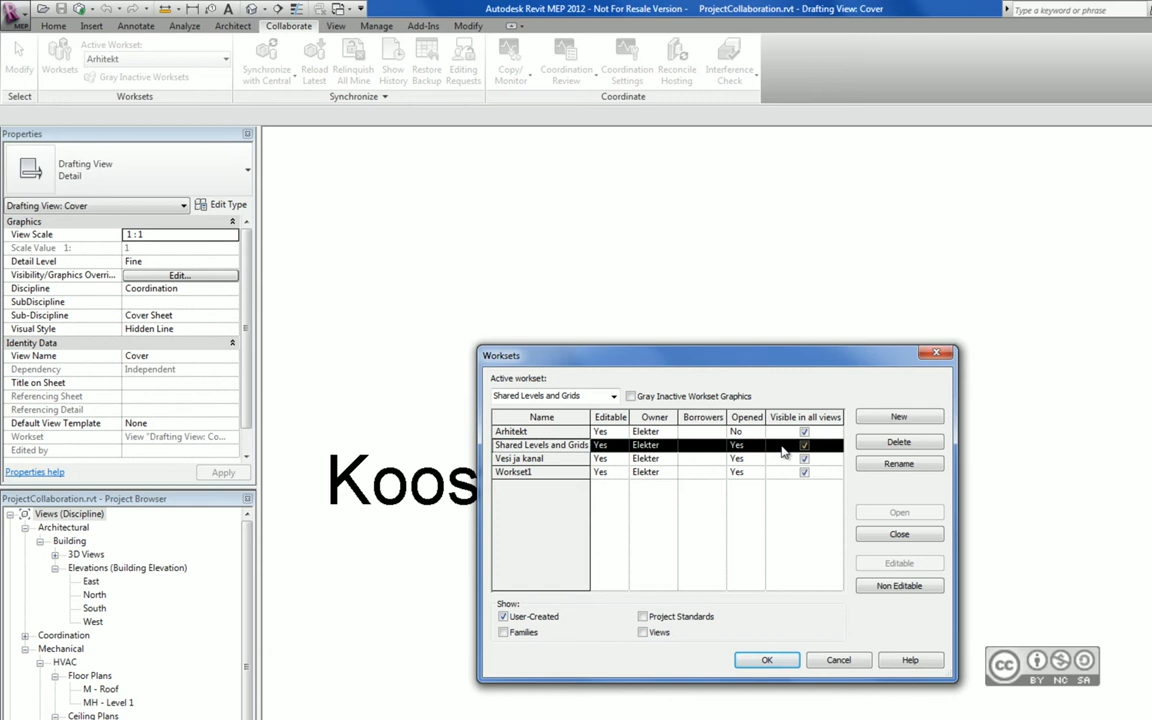 Autodesk Revit MEP 2012 - Not For Resale Version - ProjectCollaboration.rvt - Drafting View: Cover
Type a keyword or phrase
MEP
Home Insert Annotate Analyze Architect Collaborate View Manage Add-Ins Modify
Modify
Worksets
Active Workset:
Arhitekt
Gray Inactive Worksets
Synchronize with Central
Reload Latest
Relinquish All Mine
Show History
Restore Backup
Editing Requests
Copy/ Monitor
Coordination Review
Coordination Settings
Reconcile Hosting
Interference Check
Select Worksets Synchronize Coordinate
Properties
Drafting View
Detail
Drafting View: Cover Edit Type
Graphics
View Scale 1 : 1
Scale Value 1: 1
Detail Level Fine
Visibility/Graphics Overri... Edit...
Discipline Coordination
SubDiscipline
Sub-Discipline Cover Sheet
Visual Style Hidden Line
Identity Data
View Name Cover
Dependency Independent
Title on Sheet
Referencing Sheet
Referencing Detail
Default View Template None
Workset View "Drafting View: Co...
Edited by
Properties help Apply
ProjectCollaboration.rvt - Project Browser
Views (Discipline)
Architectural
Building
3D Views
Elevations (Building Elevation)
East
North
South
West
Coordination
Mechanical
HVAC
Floor Plans
M - Roof
MH - Level 1
Ceiling Plans
Koos
Worksets
Active workset:
Shared Levels and Grids Gray Inactive Workset Graphics
Name Editable Owner Borrowers Opened Visible in all views
Arhitekt Yes Elekter No
Shared Levels and Grids Yes Elekter Yes
Vesi ja kanal Yes Elekter Yes
Workset1 Yes Elekter Yes
New
Delete
Rename
Open
Close
Editable
Non Editable
Show:
User-Created Project Standards
Families Views
OK Cancel Help
cc
BY NC SA